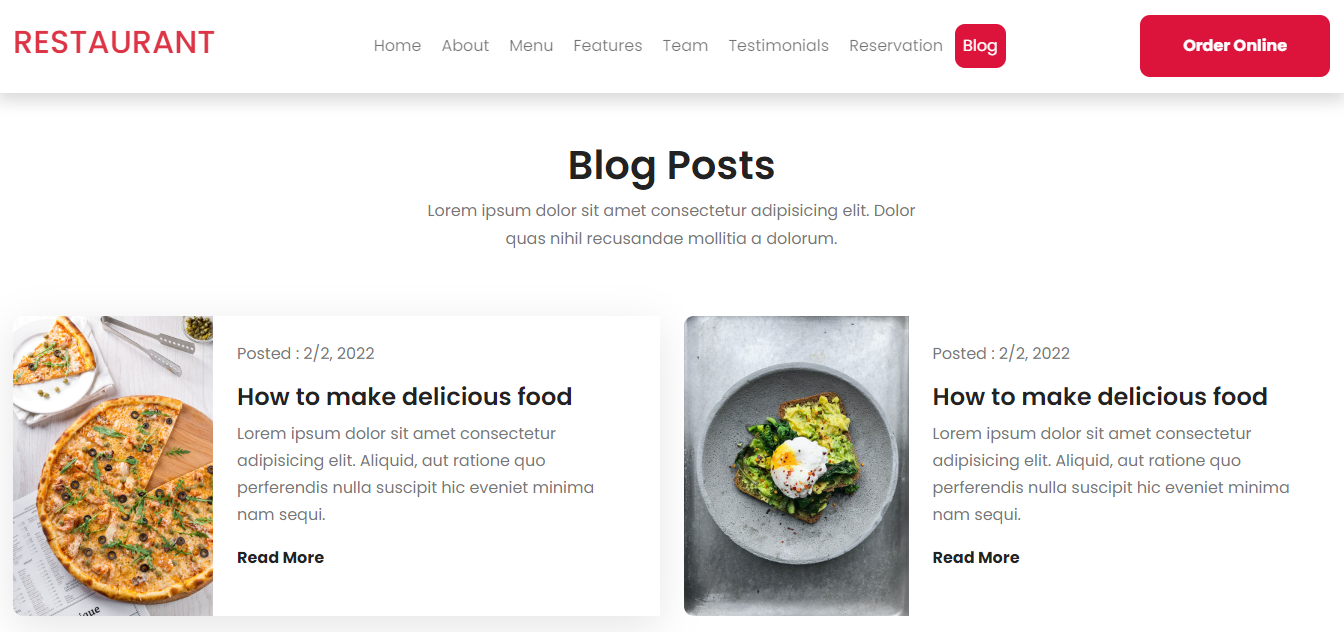 RESTAURANT
Home About Menu Features Team Testimonials Reservation Blog
Order Online
Blog Posts
Lorem ipsum dolor sit amet consectetur adipisicing elit. Dolor
quas nihil recusandae mollitia a dolorum.
Posted : 2/2, 2022
How to make delicious food
Lorem ipsum dolor sit amet consectetur
adipisicing elit. Aliquid, aut ratione quo
perferendis nulla suscipit hic eveniet minima
nam sequi.
Read More
Posted : 2/2, 2022
How to make delicious food
Lorem ipsum dolor sit amet consectetur
adipisicing elit. Aliquid, aut ratione quo
perferendis nulla suscipit hic eveniet minima
nam sequi.
Read More